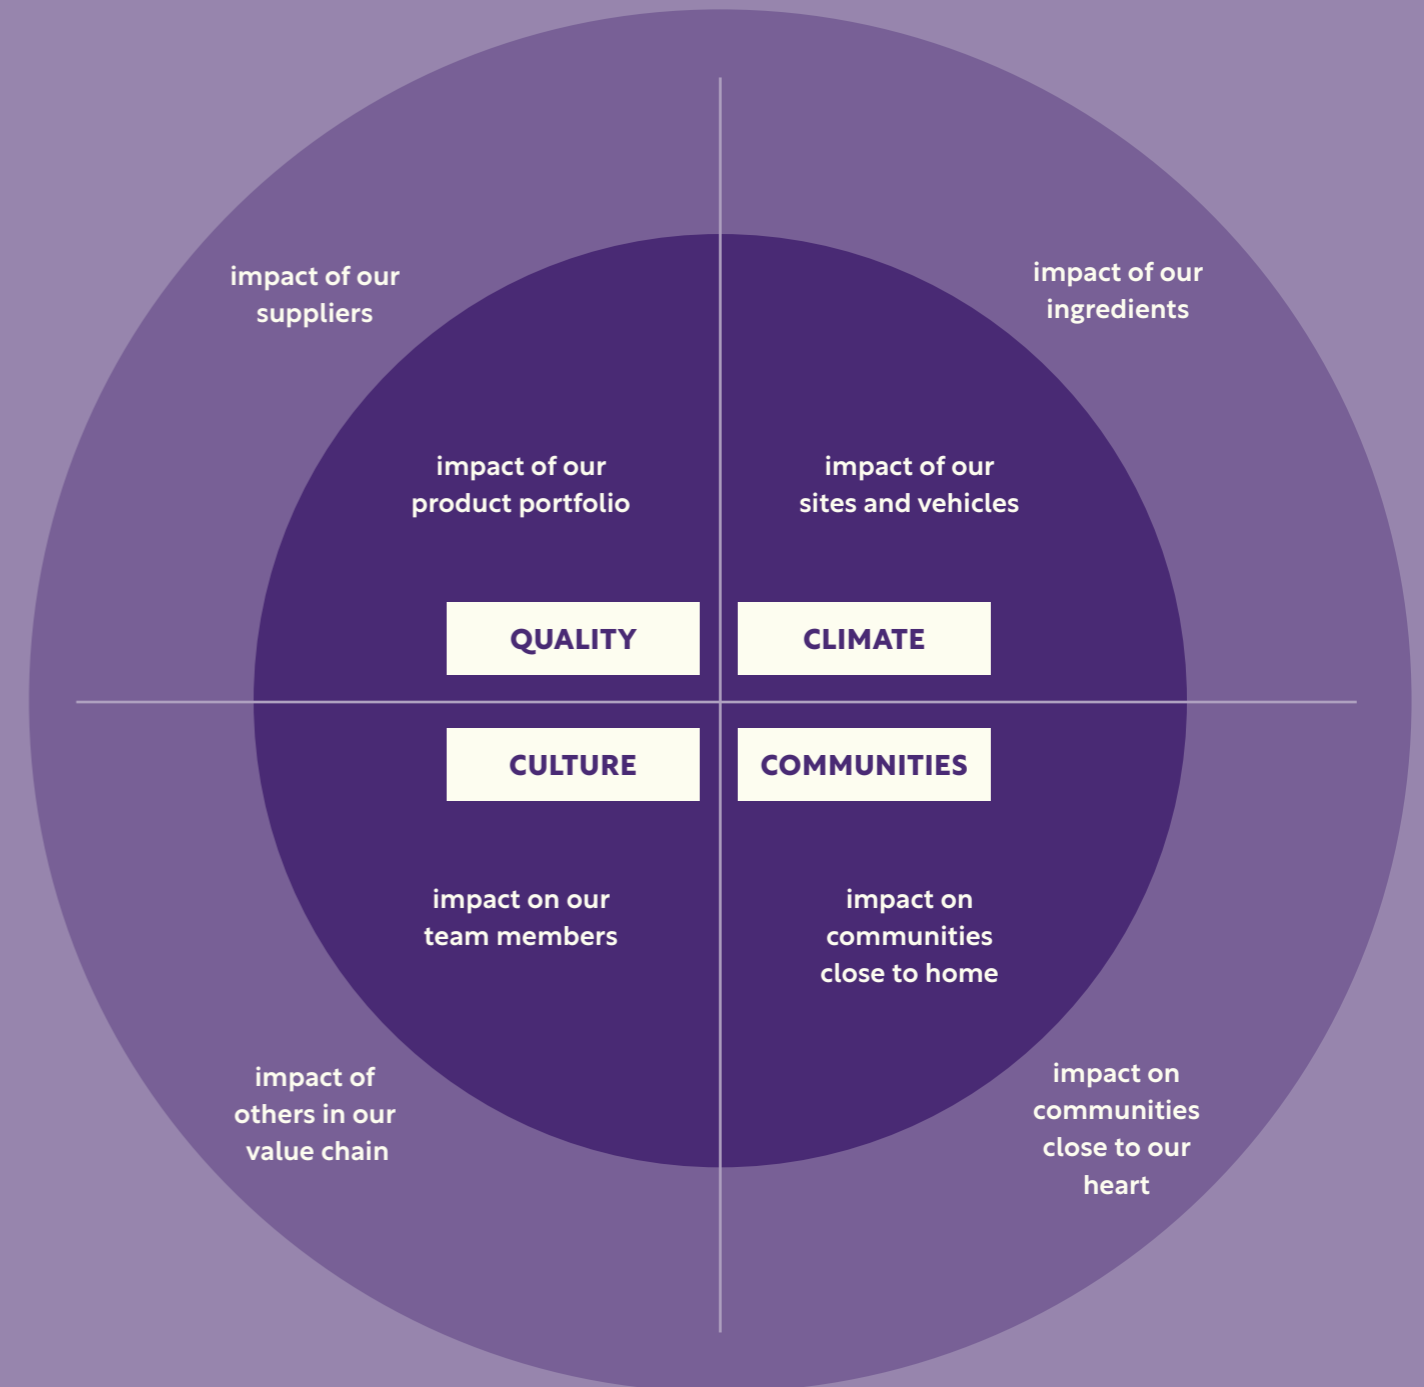 impact of our
suppliers
impact of our
ingredients
impact of our
product portfolio
impact of our
sites and vehicles
QUALITY
CLIMATE
CULTURE
COMMUNITIES
impact on our
team members
impact on
communities
close to home
impact of
others in our
value chain
impact on
communities
close to our
heart